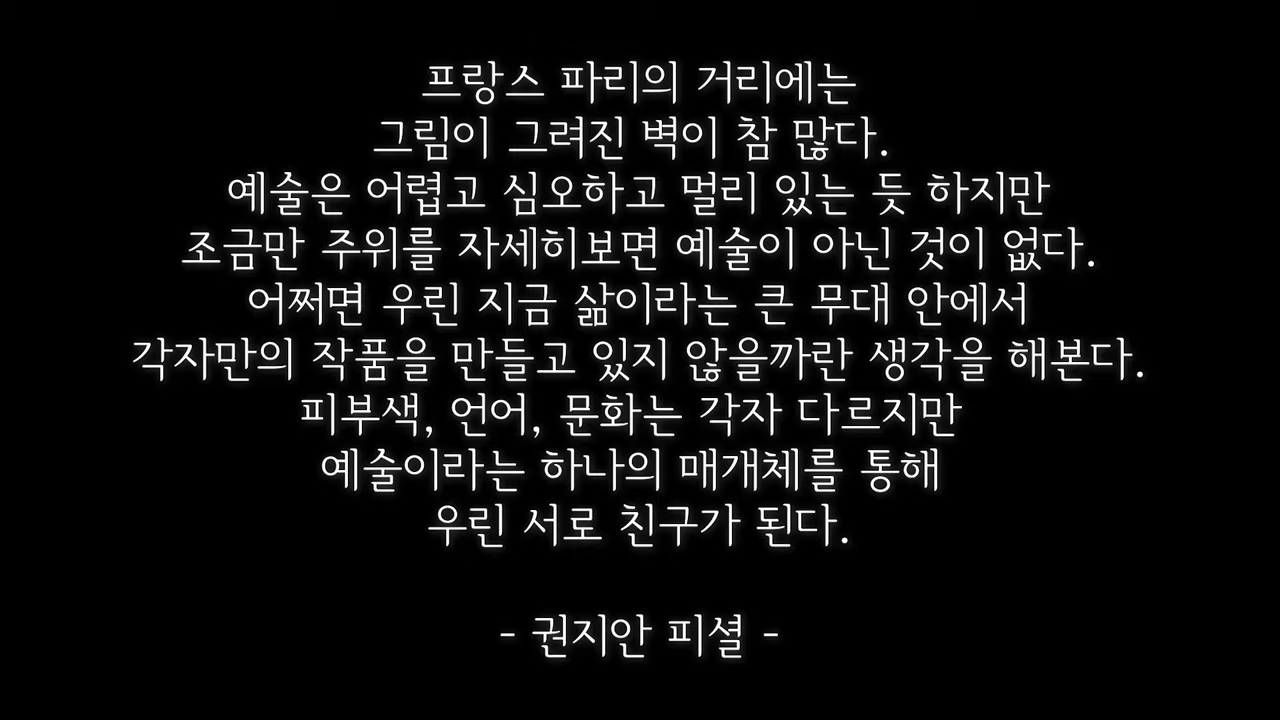 프랑스 파리의 거리에는
그림이 그려진 벽이 참 많다.
예술은 어렵고 심오하고 멀리 있는 듯 하지만
조금만 주위를 자세히보면 예술이 아닌 것이 없다.
어쩌면 우린 지금 삶이라는 큰 무대 안에서
각자만의 작품을 만들고 있지 않을까란 생각을 해본다.
피부색, 언어, 문화는 각자 다르지만
예술이라는 하나의 매개체를 통해
우린 서로 친구가 된다.
- 권지안 피셜 -